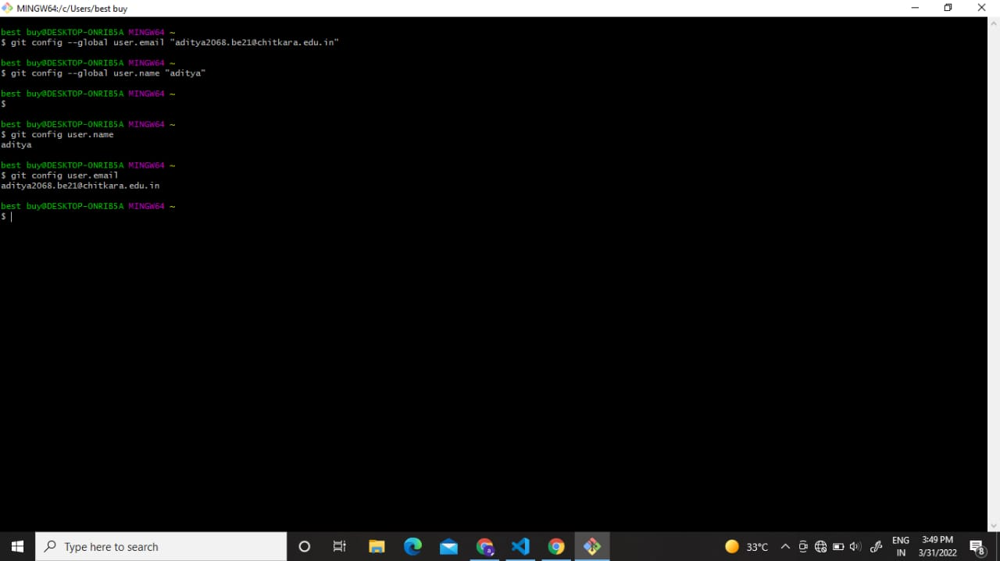 MINGW64:/c/Users/best buy
best buy@DESKTOP-ONRIB5A MINGW64 ~
$ git config --global user.email "aditya2068.be21@chitkara.edu.in"
best buy@DESKTOP-ONRIB5A MINGW64 ~
$ git config --global user.name "aditya"
best buy@DESKTOP-ONRIB5A MINGW64 ~
$
best buy@DESKTOP-ONRIB5A MINGW64 ~
$ git config user.name
aditya
best buy@DESKTOP-ONRIB5A MINGW64 ~
$ git config user.email
aditya2068.be21@chitkara.edu.in
best buy@DESKTOP-ONRIB5A MINGW64 ~
$
Type here to search
a
33°C
ENG
IN
3:49 PM
3/31/2022
8